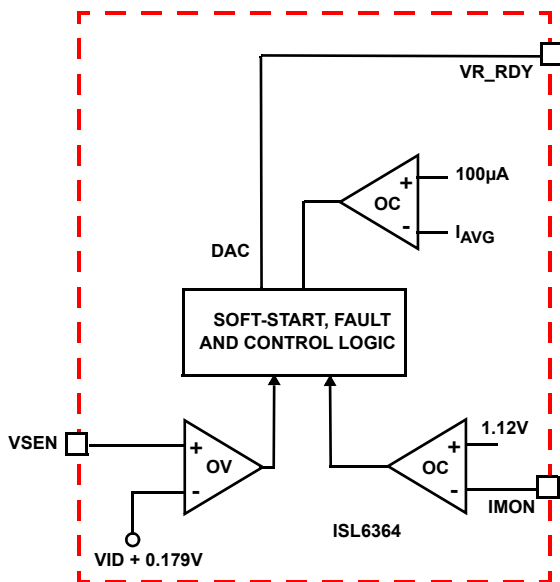 VR_RDY
100µA
+
OC
-
IAVG
DAC
SOFT-START, FAULT
AND CONTROL LOGIC
1.12V
VSEN
+
OV
-
+
OC
-
IMON
ISL6364
VID + 0.179V